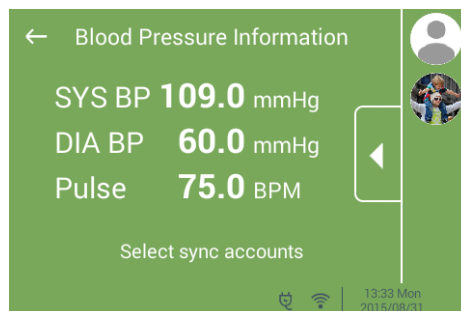 Blood Pressure Information
SYS BP 109.0 mmHg
DIA BP 60.0 mmHg
Pulse 75.0 BPM
Select sync accounts
13:33 Mon
2015/08/31